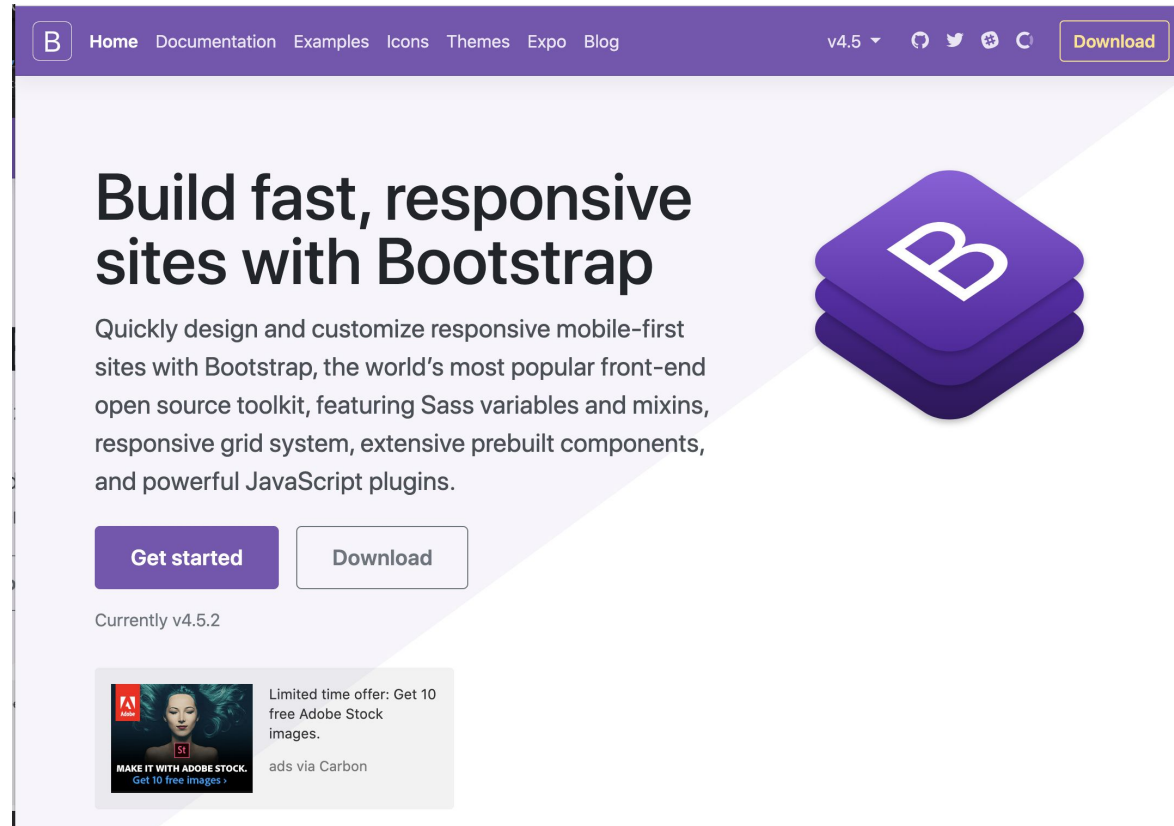 B Home Documentation Examples Icons Themes Expo Blog v4.5 Download
Build fast, responsive
sites with Bootstrap
B
Quickly design and customize responsive mobile-first
sites with Bootstrap, the world's most popular front-end
open source toolkit, featuring Sass variables and mixins,
responsive grid system, extensive prebuilt components,
and powerful JavaScript plugins.
Get started Download
Currently v4.5.2
Adobe
St
MAKE IT WITH ADOBE STOCK.
Get 10 free images ›
Limited time offer: Get 10
free Adobe Stock
images.
ads via Carbon